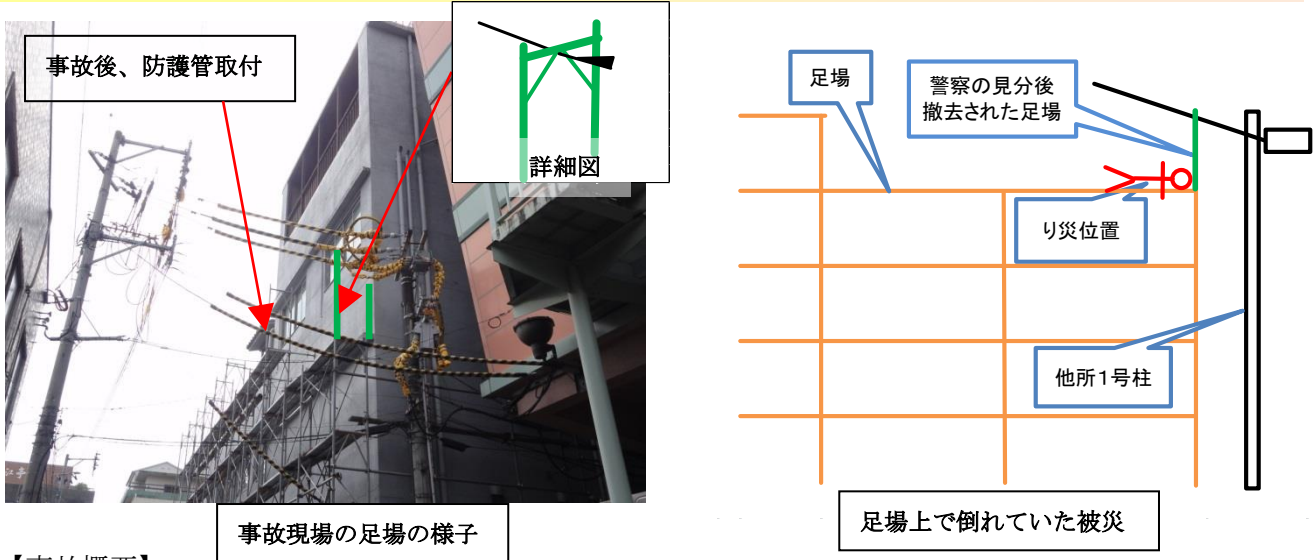 事故後、防護管取付
詳細図
事故現場の足場の様子
足場
警察の見分後
撤去された足場
り災位置
他所1号柱
足場上で倒れていた被災
【事故概要】